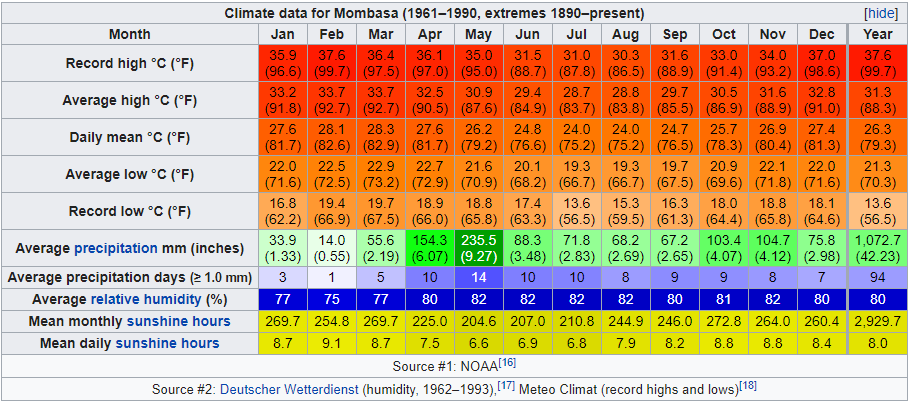 Climate data for Mombasa (1961–1990, extremes 1890–present) [hide]
Month Jan Feb Mar Apr May Jun Jul Aug Sep Oct Nov Dec Year
Record high °C (°F) 35.9 37.6 36.4 36.1 35.0 31.5 31.0 30.3 31.6 33.0 34.0 37.0 37.6
(96.6) (99.7) (97.5) (97.0) (95.0) (88.7) (87.8) (86.5) (88.9) (91.4) (93.2) (98.6) (99.7)
Average high °C (°F) 33.2 33.7 33.7 32.5 30.9 29.4 28.7 28.8 29.7 30.5 31.6 32.8 31.3
(91.8) (92.7) (92.7) (90.5) (87.6) (84.9) (83.7) (83.8) (85.5) (86.9) (88.9) (91.0) (88.3)
Daily mean °C (°F) 27.6 28.1 28.3 27.6 26.2 24.8 24.0 24.0 24.7 25.7 26.9 27.4 26.3
(81.7) (82.6) (82.9) (81.7) (79.2) (76.6) (75.2) (75.2) (76.5) (78.3) (80.4) (81.3) (79.3)
Average low °C (°F) 22.0 22.5 22.9 22.7 21.6 20.1 19.3 19.3 19.7 20.9 22.1 22.0 21.3
(71.6) (72.5) (73.2) (72.9) (70.9) (68.2) (66.7) (66.7) (67.5) (69.6) (71.8) (71.6) (70.3)
Record low °C (°F) 16.8 19.4 19.7 18.9 18.8 17.4 13.6 15.3 16.3 18.0 18.8 18.1 13.6
(62.2) (66.9) (67.5) (66.0) (65.8) (63.3) (56.5) (59.5) (61.3) (64.4) (65.8) (64.6) (56.5)
Average precipitation mm (inches) 33.9 14.0 55.6 154.3 235.5 88.3 71.8 68.2 67.2 103.4 104.7 75.8 1,072.7
(1.33) (0.55) (2.19) (6.07) (9.27) (3.48) (2.83) (2.69) (2.65) (4.07) (4.12) (2.98) (42.23)
Average precipitation days (≥ 1.0 mm) 3 1 5 10 14 10 10 8 9 9 8 7 94
Average relative humidity (%) 77 75 77 80 82 82 82 82 80 81 82 80 80
Mean monthly sunshine hours 269.7 254.8 269.7 225.0 204.6 207.0 210.8 244.9 246.0 272.8 264.0 260.4 2,929.7
Mean daily sunshine hours 8.7 9.1 8.7 7.5 6.6 6.9 6.8 7.9 8.2 8.8 8.8 8.4 8.0
Source #1: NOAA[16]
Source #2: Deutscher Wetterdienst (humidity, 1962–1993),[17] Meteo Climat (record highs and lows)[18]